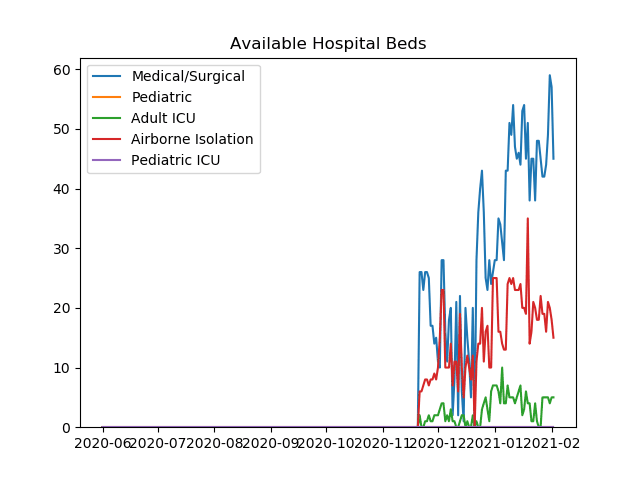 Available Hospital Beds
Medical/Surgical
Pediatric
Adult ICU
Airborne Isolation
Pediatric ICU
60
50
40
30
20
10
0
2020-06 2020-07 2020-08 2020-09 2020-10 2020-11 2020-12 2021-01 2021-02